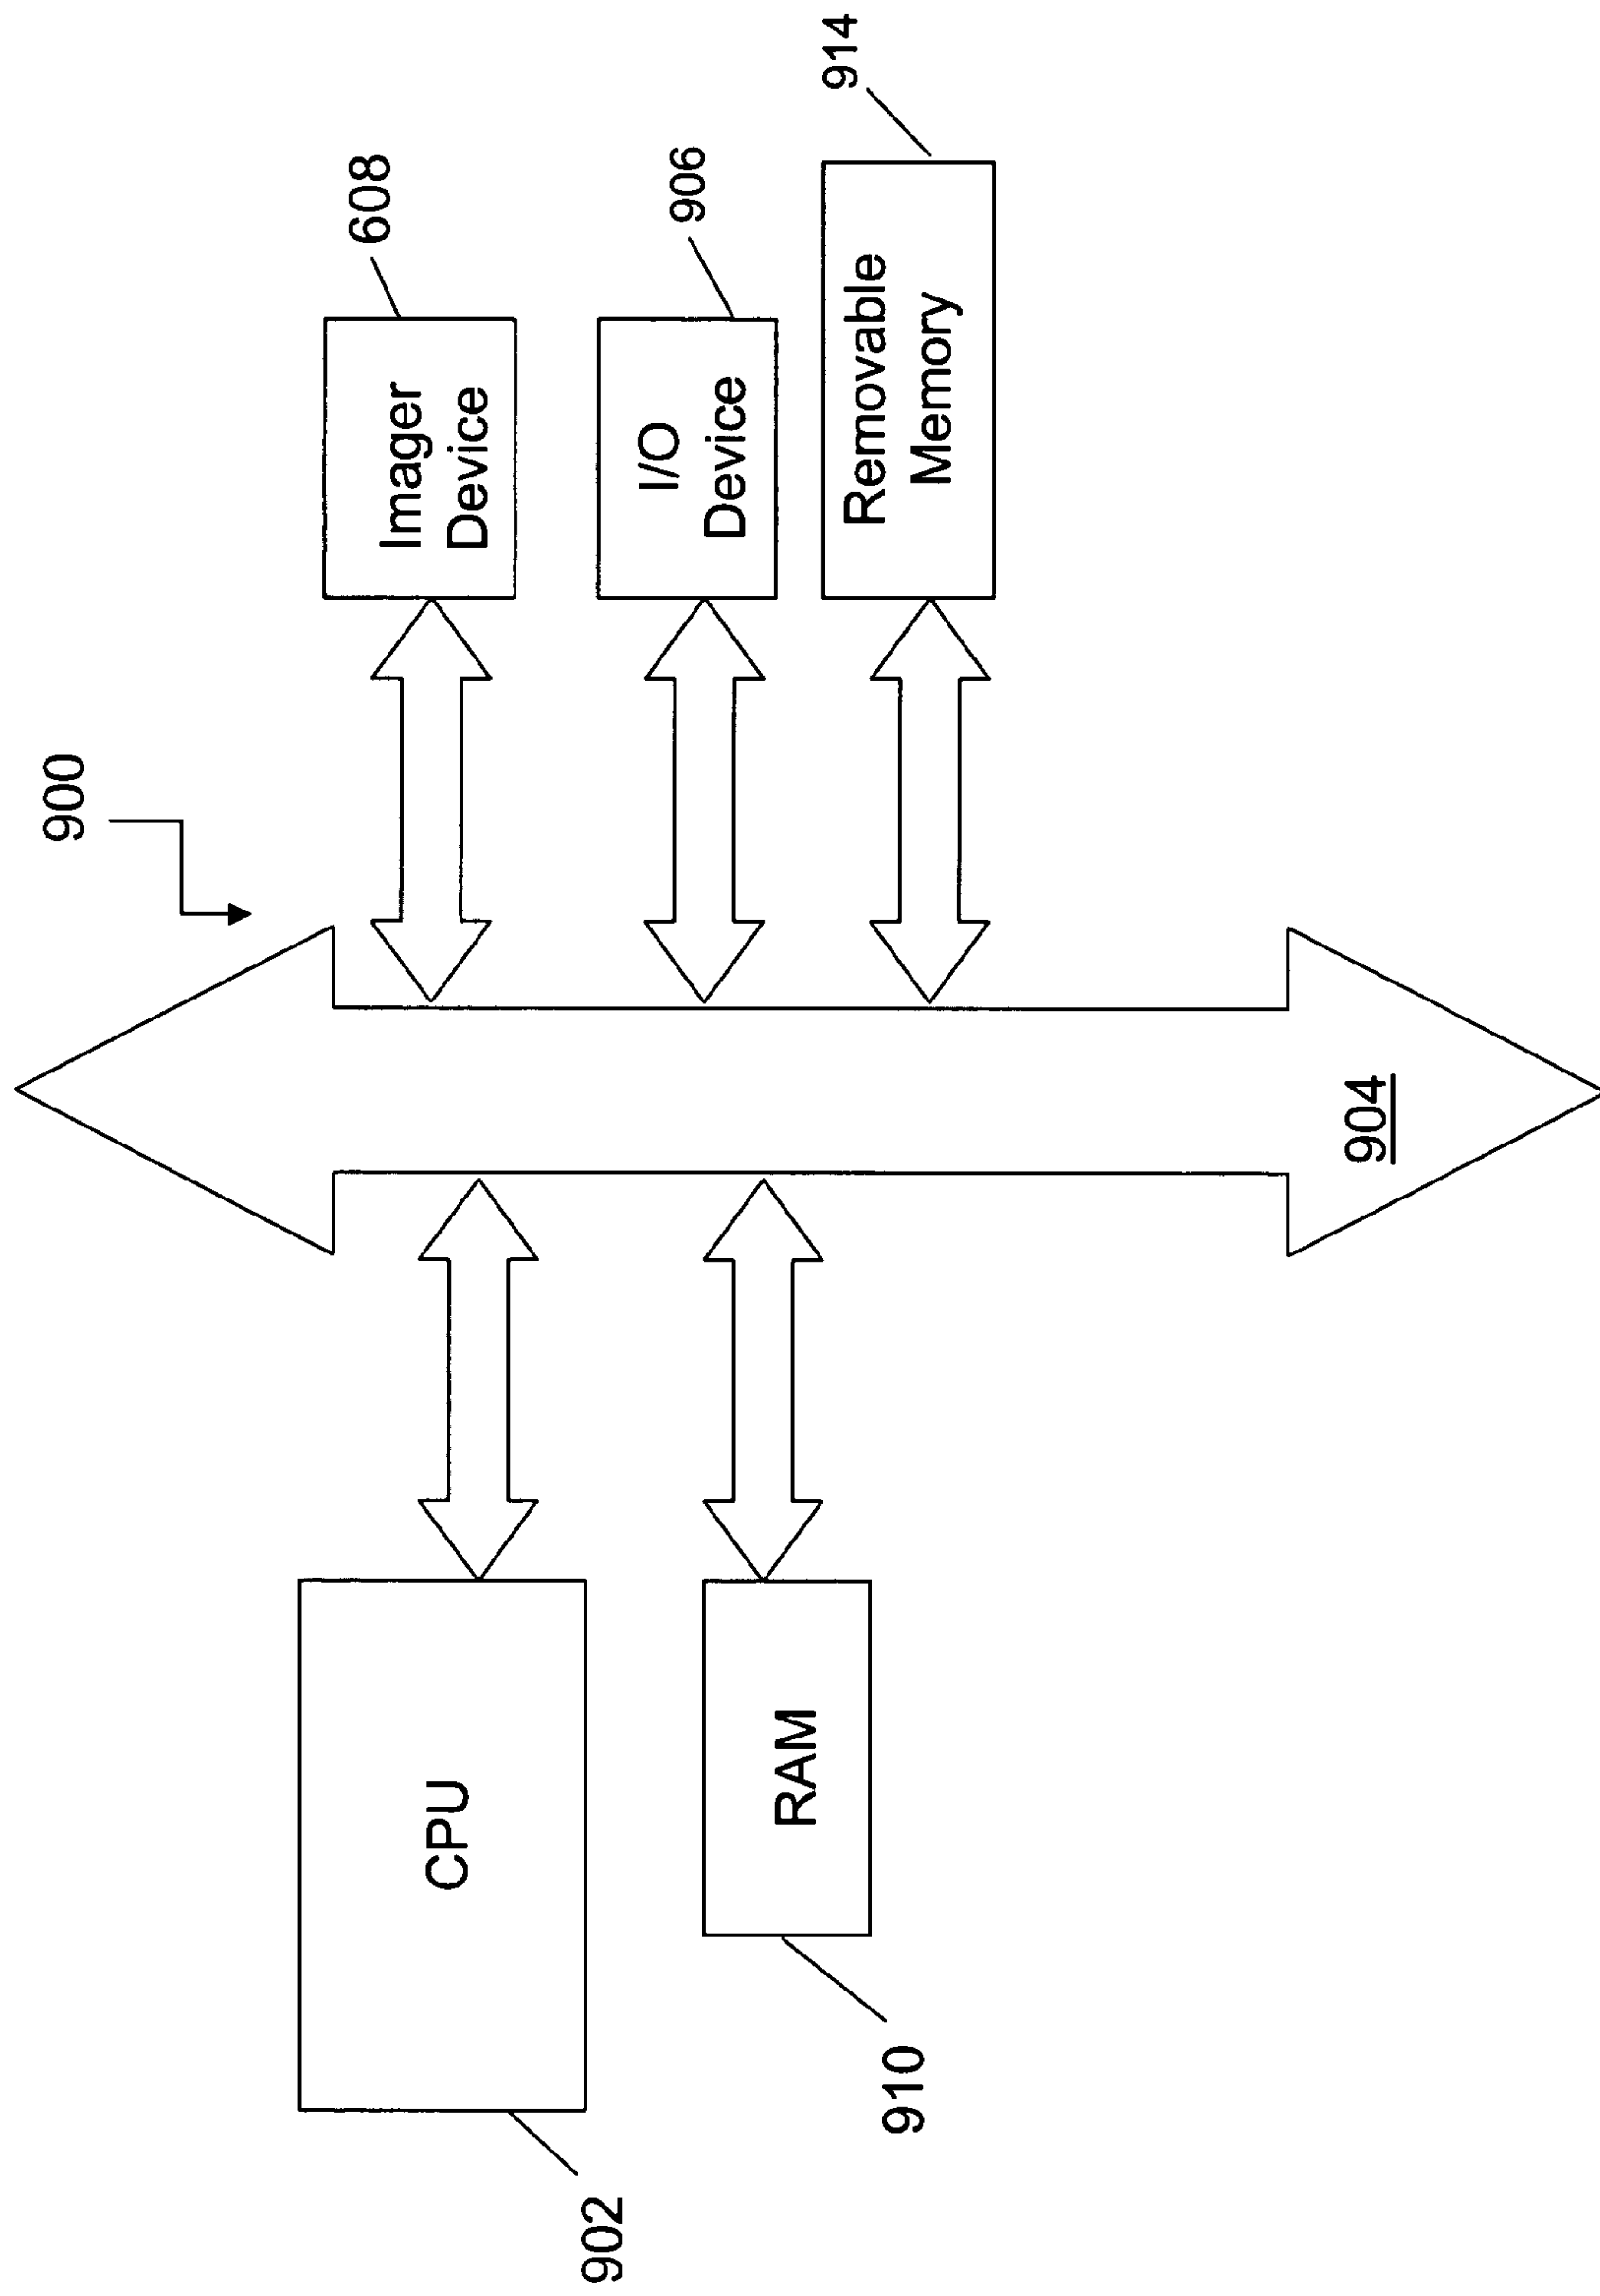 900
608
Imager
Device
CPU
902
906
I/O
Device
RAM
910
914
Removable
Memory
904